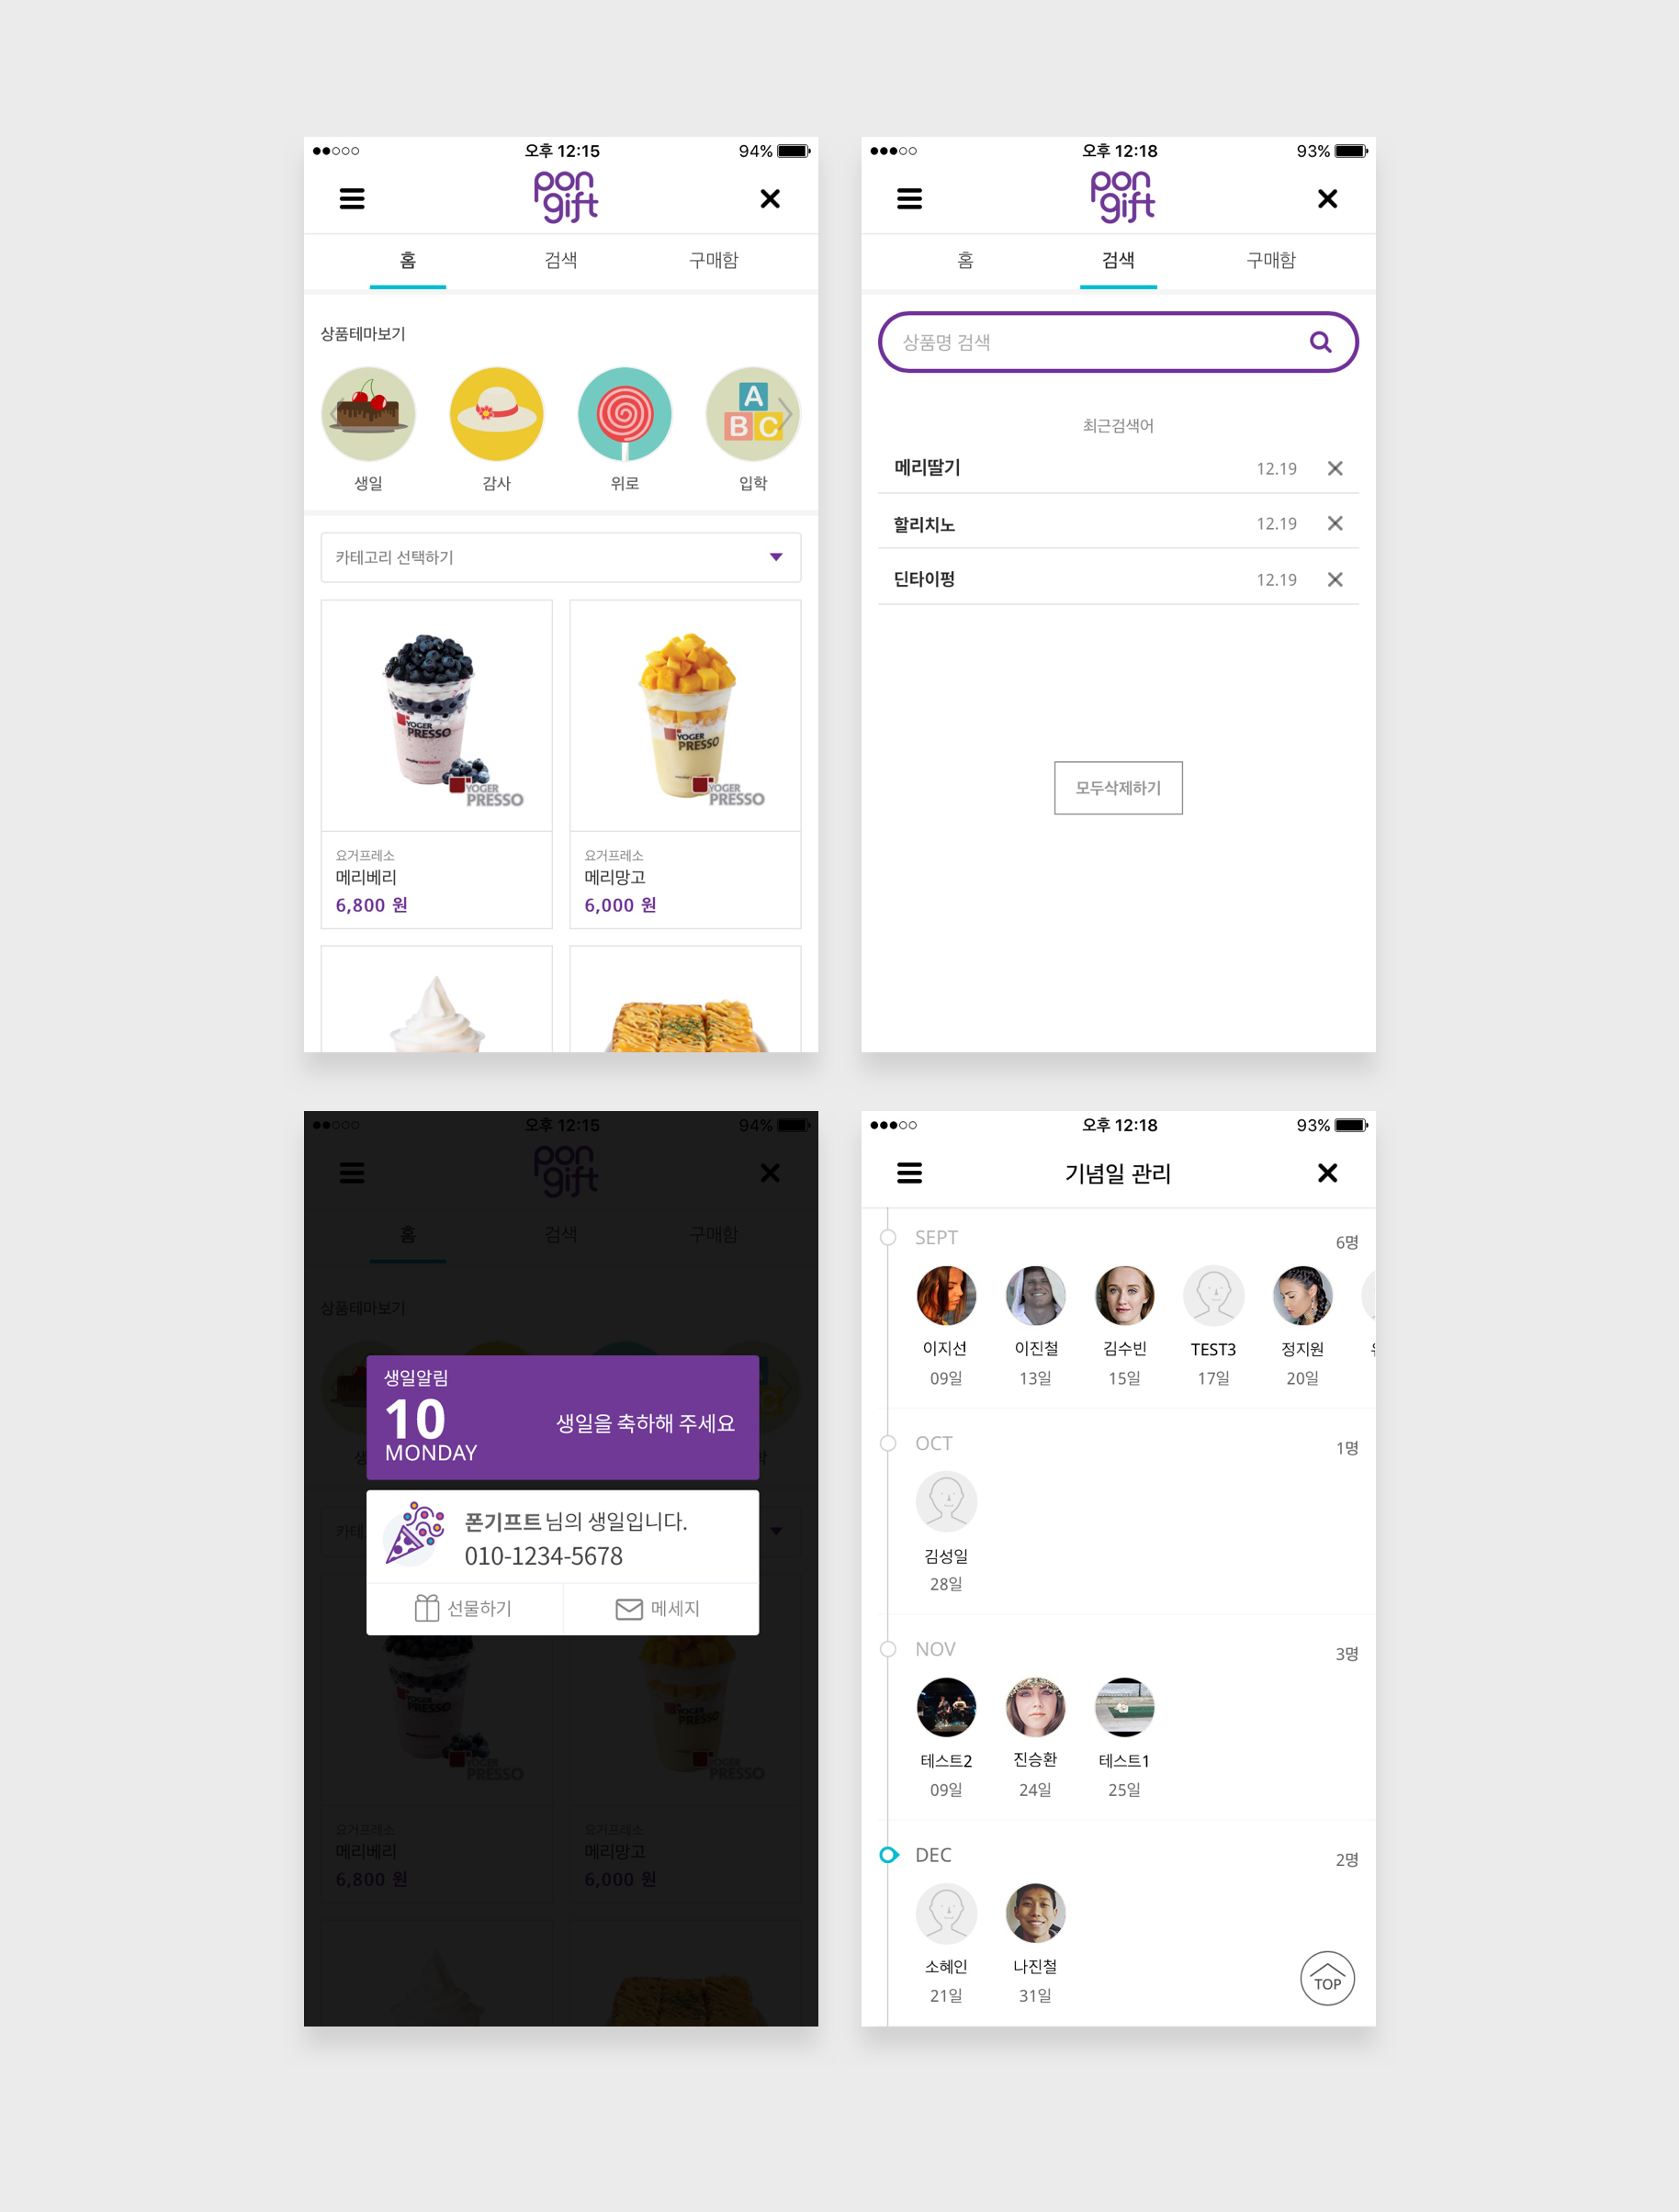 오후 12:15
94%
pon
gift
홈
검색
구매함
상품테마보기
A
B C
생일
감사
위로
입학
카테고리 선택하기
YOGER
PRESSO
YOGER
PRESSO
YOGER
PRESSO
YOGER
PRESSO
요거프레소
메리베리
6,800 원
요거프레소
메리망고
6,000 원
오후 12:18
93%
pon
gift
홈
검색
구매함
상품명 검색
최근검색어
메리딸기
12.19
할리치노
12.19
딘타이펑
12.19
모두삭제하기
오후 12:15
94%
pon
gift
홈
검색
구매함
상품테마보기
생일알림
10
MONDAY
생일을 축하해 주세요
폰기프트 님의 생일입니다.
010-1234-5678
선물하기
메세지
YOGER
PRESSO
YOGER
PRESSO
PRESSO
PRESSO
요거프레소
메리베리
6,800 원
요거프레소
메리망고
6,000 원
오후 12:18
93%
기념일 관리
SEPT
6명
이지선
이진철
김수빈
TEST3
정지원
09일
13일
15일
17일
20일
OCT
1명
김성일
28일
NOV
3명
테스트2
진승환
테스트1
09일
24일
25일
DEC
2명
소혜인
나진철
21일
31일
TOP